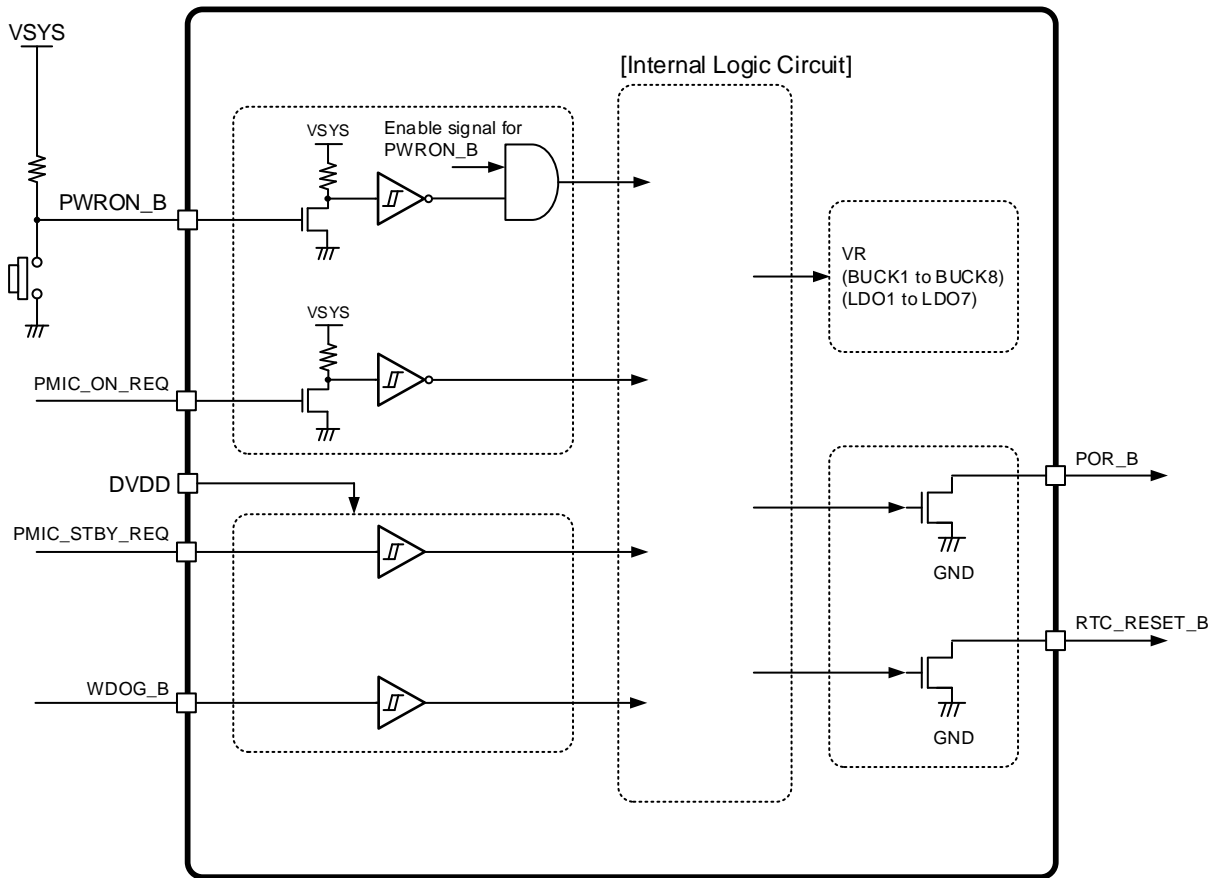 VSYS
[Internal Logic Circuit]
VSYS
Enable signal for
PWRON_B
PWRON_B
VR
(BUCK1 to BUCK8)
(LDO1 to LDO7)
VSYS
PMIC_ON_REQ
POR_B
DVDD
PMIC_STBY_REQ
GND
RTC_RESET_B
WDOG_B
GND